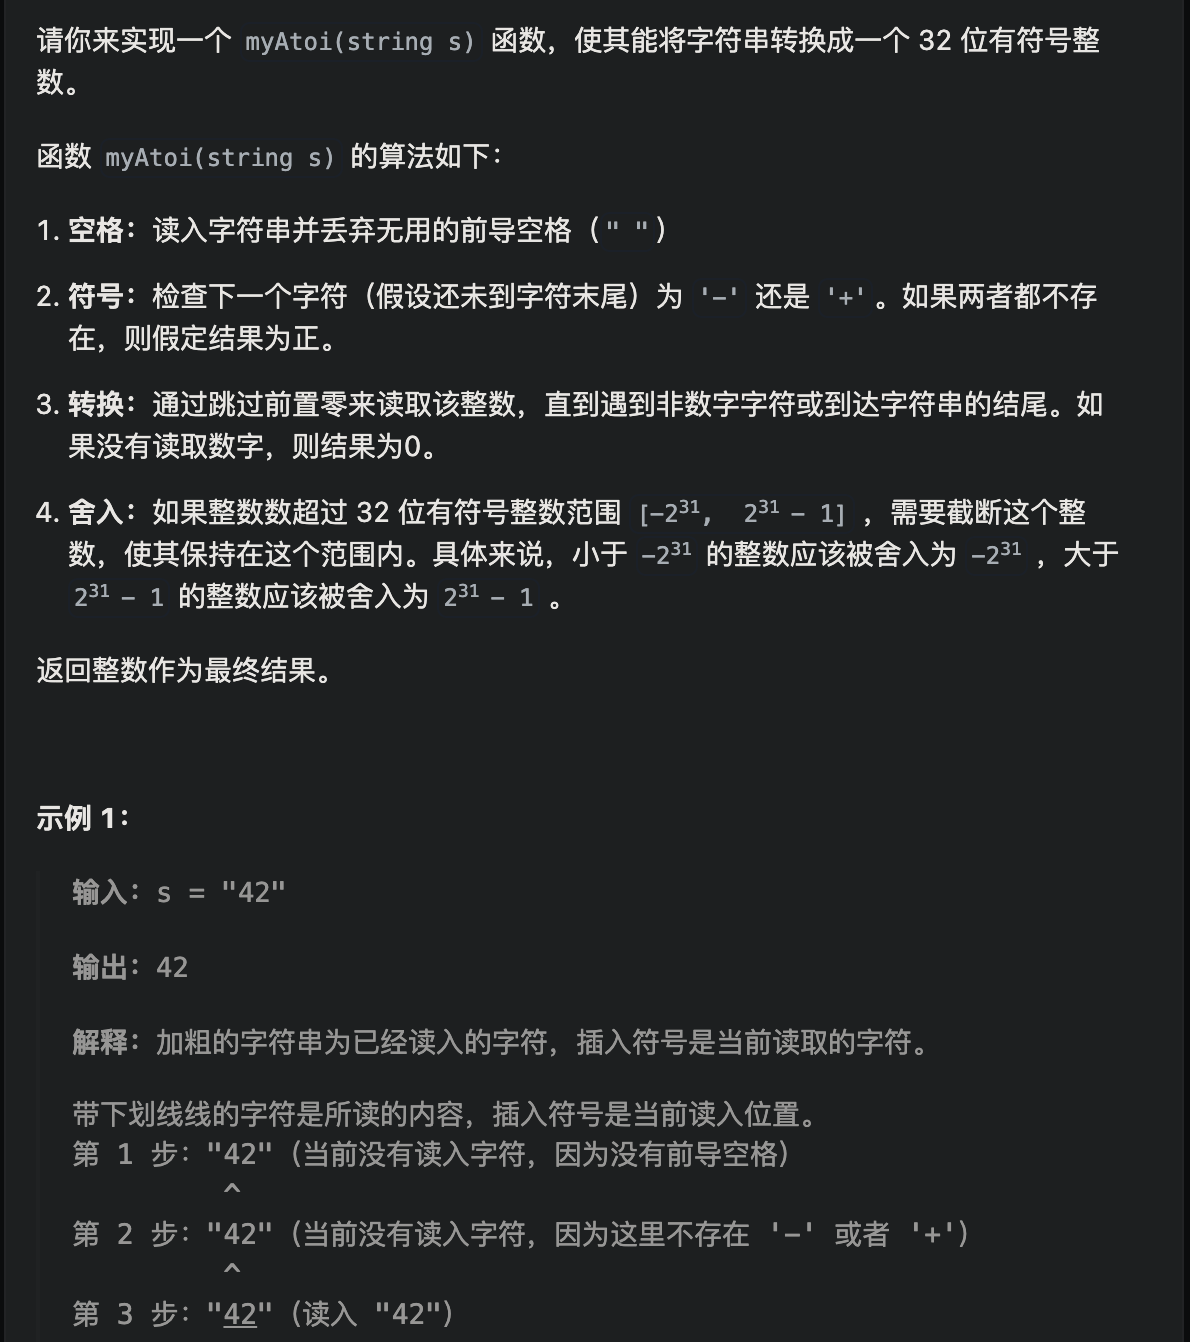 请你来实现一个 myAtoi(string s) 函数，使其能将字符串转换成一个 32 位有符号整
数。
函数 myAtoi(string s) 的算法如下：
1. 空格：读入字符串并丢弃无用的前导空格（" "）
2. 符号：检查下一个字符（假设还未到字符末尾）为 '-' 还是 '+'。如果两者都不存
在，则假定结果为正。
3. 转换：通过跳过前置零来读取该整数，直到遇到非数字字符或到达字符串的结尾。如
果没有读取数字，则结果为0。
4. 舍入：如果整数数超过 32 位有符号整数范围 [−2³¹, 2³¹ − 1] ，需要截断这个整
数，使其保持在这个范围内。具体来说，小于 −2³¹ 的整数应该被舍入为 −2³¹ ，大于
2³¹ − 1 的整数应该被舍入为 2³¹ − 1 。
返回整数作为最终结果。
示例 1：
输入：s = "42"
输出：42
解释：加粗的字符串为已经读入的字符，插入符号是当前读取的字符。
带下划线线的字符是所读的内容，插入符号是当前读入位置。
第 1 步："42"（当前没有读入字符，因为没有前导空格）
^
第 2 步："42"（当前没有读入字符，因为这里不存在 '-' 或者 '+'）
^
第 3 步："42"（读入 "42"）